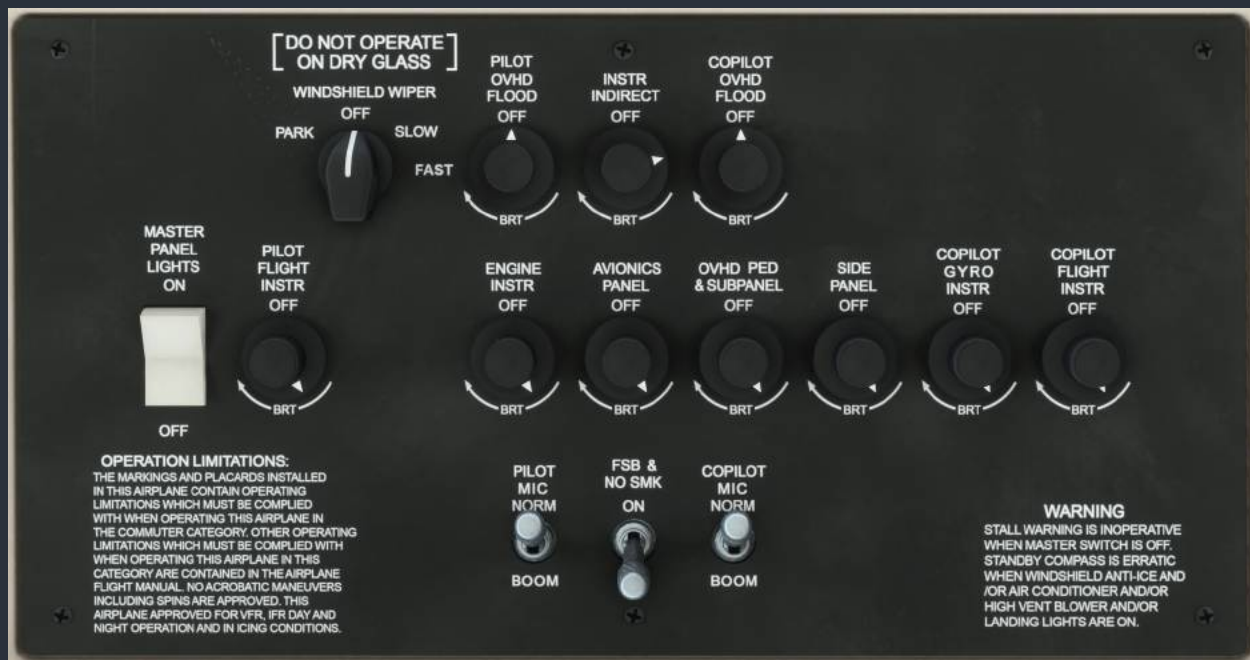 [DO NOT OPERATE
ON DRY GLASS]
WINDSHIELD WIPER
OFF
PARK
SLOW
FAST
PILOT
OVHD
FLOOD
OFF
BRT
INSTR
INDIRECT
OFF
BRT
COPILOT
OVHD
FLOOD
OFF
BRT
MASTER
PANEL
LIGHTS
ON
OFF
PILOT
FLIGHT
INSTR
OFF
BRT
ENGINE
INSTR
OFF
BRT
AVIONICS
PANEL
OFF
BRT
OVHD PED
& SUBPANEL
OFF
BRT
SIDE
PANEL
OFF
BRT
COPILOT
GYRO
INSTR
OFF
BRT
COPILOT
FLIGHT
INSTR
OFF
BRT
OPERATION LIMITATIONS:
THE MARKINGS AND PLACARDS INSTALLED
IN THIS AIRPLANE CONTAIN OPERATING
LIMITATIONS WHICH MUST BE COMPLIED
WITH WHEN OPERATING THIS AIRPLANE IN
THE COMMUTER CATEGORY. OTHER OPERATING
LIMITATIONS WHICH MUST BE COMPLIED WITH
WHEN OPERATING THIS AIRPLANE IN THIS
CATEGORY ARE CONTAINED IN THE AIRPLANE
FLIGHT MANUAL. NO ACROBATIC MANEUVERS
INCLUDING SPINS ARE APPROVED. THIS
AIRPLANE APPROVED FOR VFR, IFR DAY AND
NIGHT OPERATION AND IN ICING CONDITIONS.
PILOT
MIC
NORM
BOOM
FSB &
NO SMK
ON
COPILOT
MIC
NORM
BOOM
WARNING
STALL WARNING IS INOPERATIVE
WHEN MASTER SWITCH IS OFF.
STANDBY COMPASS IS ERRATIC
WHEN WINDSHIELD ANTI-ICE AND
/OR AIR CONDITIONER AND/OR
HIGH VENT BLOWER AND/OR
LANDING LIGHTS ARE ON.